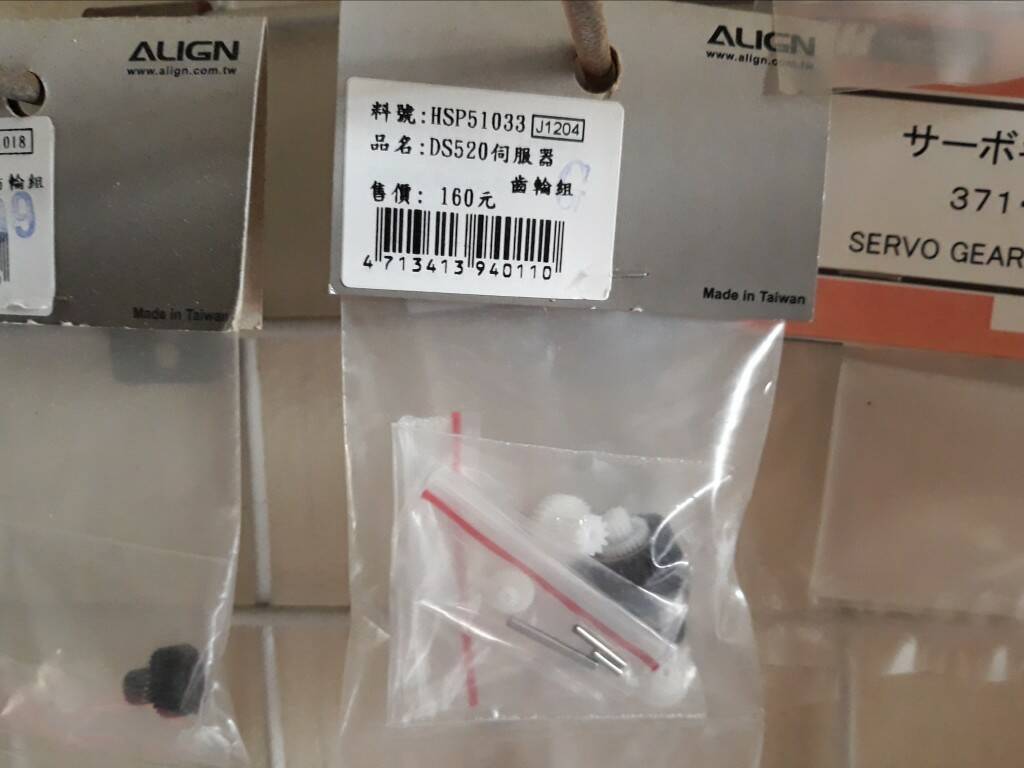 ALIGN
www.align.com.tw
018
輪組
9
Made in Taiwan
ALIGN
www.align.com.tw
料號:HSP51033 J1204
品名:DS520伺服器
齒輪組
G
售價: 160元
4 713413 940110
Made in Taiwan
サーボ
371
SERVO GEAR